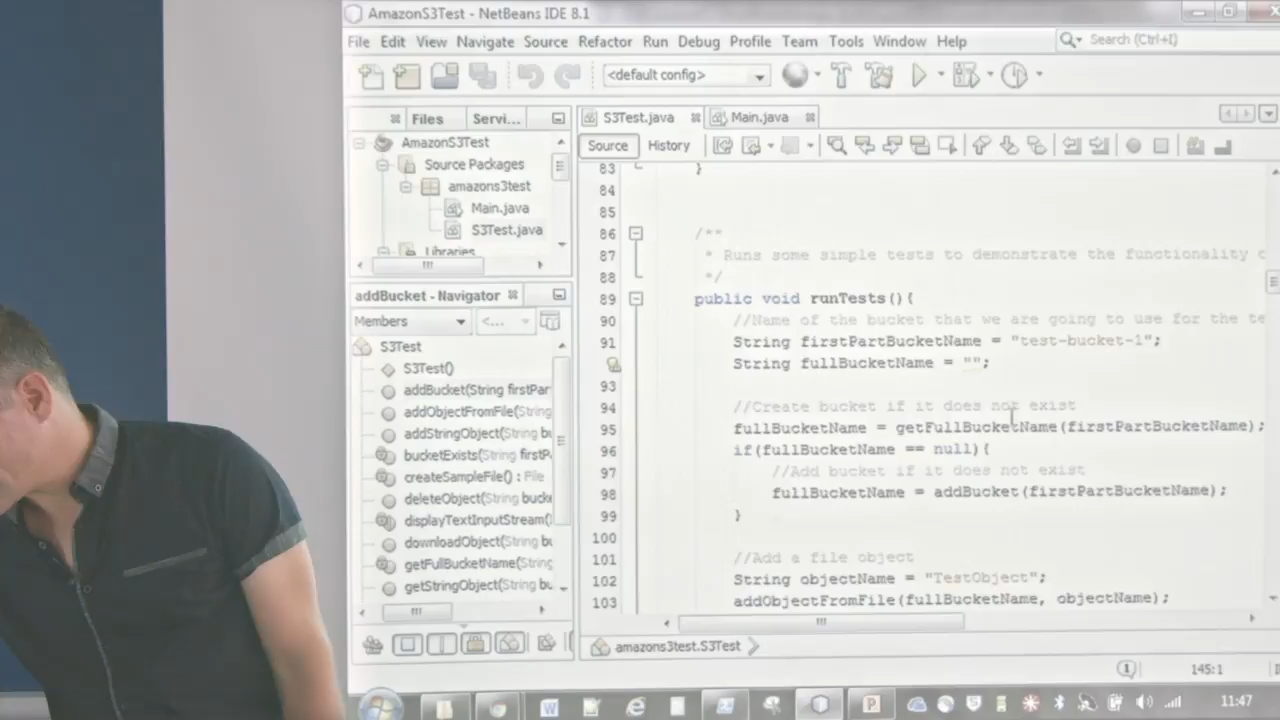 AmazonS3Test - NetBeans IDE 8.1
File Edit View Navigate Source Refactor Run Debug Profile Team Tools Window Help
Search (Ctrl+I)
<default config>
Files Servi...
AmazonS3Test
Source Packages
amazons3test
Main.java
S3Test.java
Libraries
addBucket - Navigator
Members <...
S3Test
S3Test()
addBucket(String firstPar
addObjectFromFile(String
addStringObject(String bu
bucketExists(String firstP
createSampleFile() : File
deleteObject(String bucke
displayTextInputStream(
downloadObject(String bu
getFullBucketName(String
getStringObject(String bu
S3Test.java Main.java
Source History
83 }
84
85
86 /**
87 * Runs some simple tests to demonstrate the functionality
88 */
89 public void runTests(){
90 //Name of the bucket that we are going to use for the te
91 String firstPartBucketName = "test-bucket-1";
String fullBucketName = "";
93
94 //Create bucket if it does not exist
95 fullBucketName = getFullBucketName(firstPartBucketName);
96 if(fullBucketName == null){
97 //Add bucket if it does not exist
98 fullBucketName = addBucket(firstPartBucketName);
99 }
100
101 //Add a file object
102 String objectName = "TestObject";
103 addObjectFromFile(fullBucketName, objectName);
amazons3test.S3Test
145:1
11:47